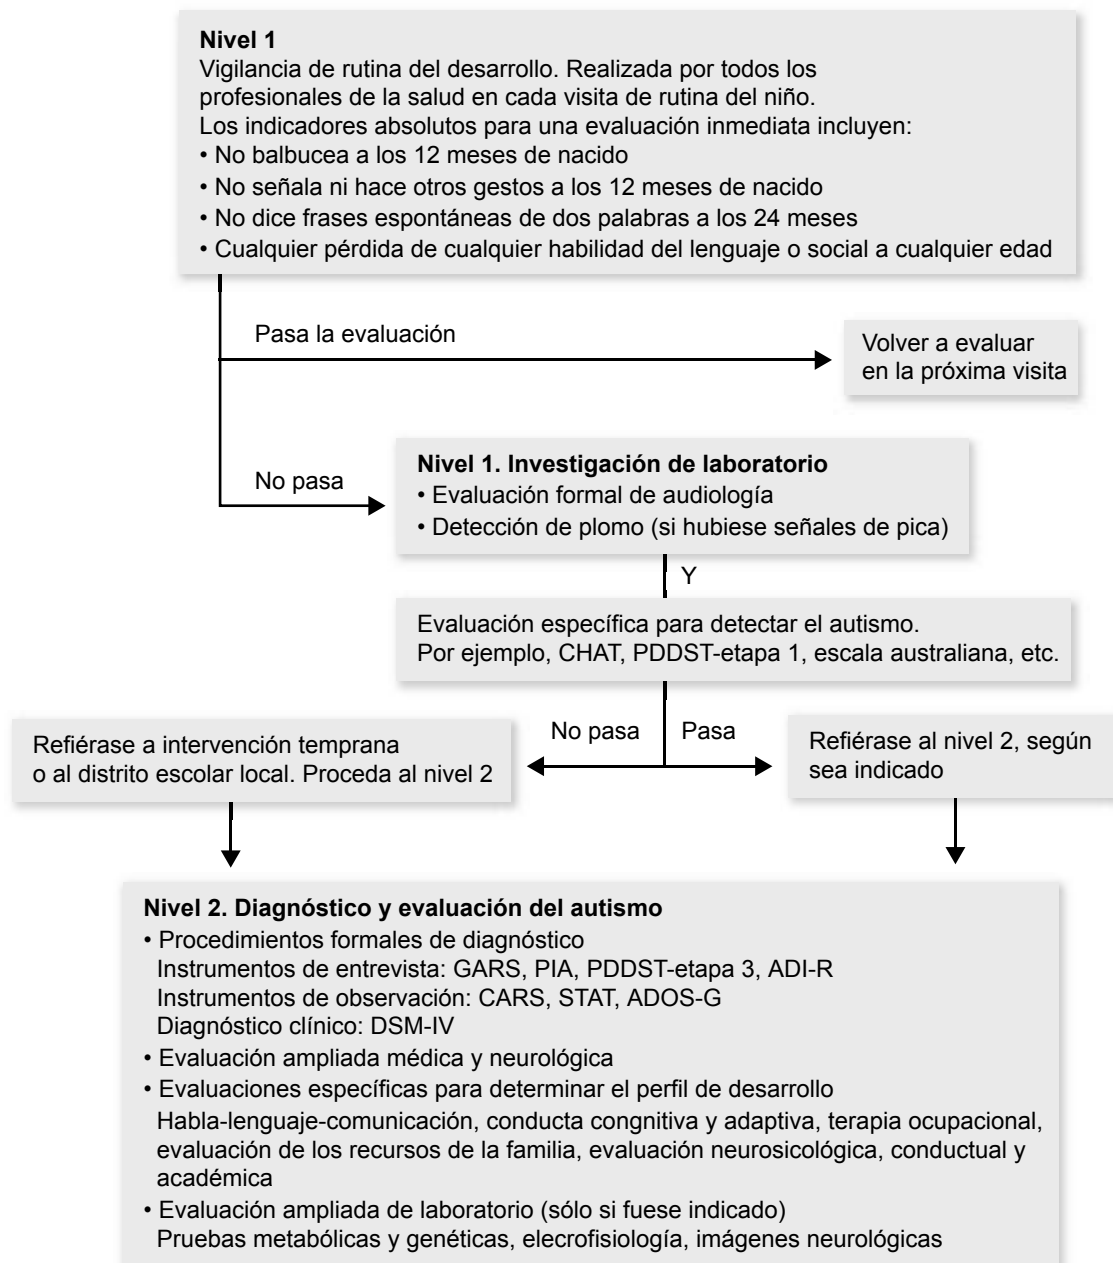 Nivel 1
Vigilancia de rutina del desarrollo. Realizada por todos los
profesionales de la salud en cada visita de rutina del niño.
Los indicadores absolutos para una evaluación inmediata incluyen:
• No balbucea a los 12 meses de nacido
• No señala ni hace otros gestos a los 12 meses de nacido
• No dice frases espontáneas de dos palabras a los 24 meses
• Cualquier pérdida de cualquier habilidad del lenguaje o social a cualquier edad
Pasa la evaluación
Volver a evaluar
en la próxima visita
No pasa
Nivel 1. Investigación de laboratorio
• Evaluación formal de audiología
• Detección de plomo (si hubiese señales de pica)
Y
Evaluación específica para detectar el autismo.
Por ejemplo, CHAT, PDDST-etapa 1, escala australiana, etc.
No pasa
Pasa
Refiérase a intervención temprana
o al distrito escolar local. Proceda al nivel 2
Refiérase al nivel 2, según
sea indicado
Nivel 2. Diagnóstico y evaluación del autismo
• Procedimientos formales de diagnóstico
Instrumentos de entrevista: GARS, PIA, PDDST-etapa 3, ADI-R
Instrumentos de observación: CARS, STAT, ADOS-G
Diagnóstico clínico: DSM-IV
• Evaluación ampliada médica y neurológica
• Evaluaciones específicas para determinar el perfil de desarrollo
Habla-lenguaje-comunicación, conducta congnitiva y adaptiva, terapia ocupacional,
evaluación de los recursos de la familia, evaluación neurosicológica, conductual y
académica
• Evaluación ampliada de laboratorio (sólo si fuese indicado)
Pruebas metabólicas y genéticas, elecrofisiología, imágenes neurológicas